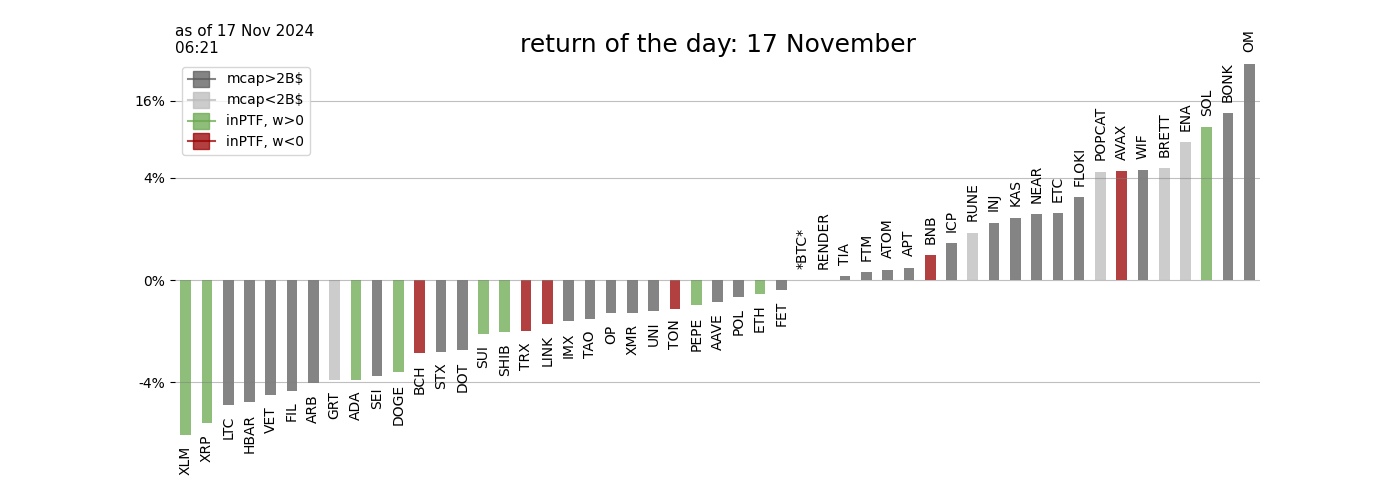 as of 17 Nov 2024
06:21
return of the day: 17 November
mcap>2B$
mcap<2B$
inPTF, w>0
inPTF, w<0
16%
4%
0%
-4%
XLM
XRP
LTC
HBAR
VET
FIL
ARB
GRT
ADA
SEI
DOGE
BCH
STX
DOT
SUI
SHIB
TRX
LINK
IMX
TAO
OP
XMR
UNI
TON
PEPE
AAVE
POL
ETH
FET
*BTC*
RENDER
TIA
FTM
ATOM
APT
BNB
ICP
RUNE
INJ
KAS
NEAR
ETC
FLOKI
POPCAT
AVAX
WIF
BRETT
ENA
SOL
BONK
OM